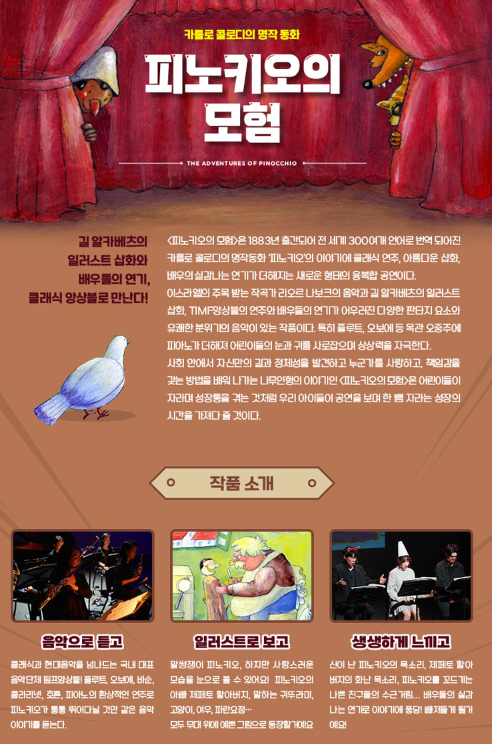 카를로 콜로디의 명작 동화
피노키오의
모험
THE ADVENTURES OF PINOCCHIO
길 알카베츠의
일러스트 삽화와
배우들의 연기,
클래식 앙상블로 만난다!
<피노키오의 모험>은 1883년 출간되어 전 세계 300여개 언어로 번역 되어진
카를로 콜로디의 명작동화 '피노키오'의 이야기에 클래식 연주, 아름다운 삽화,
배우의 실감나는 연기가 더해지는 새로운 형태의 융복합 공연이다.
이스라엘의 주목 받는 작곡가 리오르 나보크의 음악과 길 알카베츠의 일러스트
삽화, TIMF앙상블의 연주와 배우들의 연기가 어우러진 다양한 판타지 요소와
유쾌한 분위기의 음악이 있는 작품이다. 특히 플루트, 오보에 등 목관 오중주에
피아노가 더해져 어린이들의 눈과 귀를 사로잡으며 상상력을 자극한다.
사회 안에서 자신만의 길과 정체성을 발견하고 누군가를 사랑하고, 책임감을
갖는 방법을 배워 나가는 나무인형의 이야기인 <피노키오의 모험>은 어린이들이
자라며 성장통을 겪는 것처럼 우리 아이들이 공연을 보며 한 뼘 자라는 성장의
시간을 가져다 줄 것이다.
작품 소개
음악으로 듣고
일러스트로 보고
생생하게 느끼고
클래식과 현대음악을 넘나드는 국내 대표
음악단체 팀프앙상블! 플루트, 오보에, 바순,
클라리넷, 호른, 피아노의 환상적인 연주로
피노키오가 통통 뛰어다닐 것만 같은 음악
이야기를 듣는다.
말썽쟁이 피노키오, 하지만 사랑스러운
모습을 눈으로 볼 수 있어요! 피노키오의
아빠 제페토 할아버지, 말하는 귀뚜라미,
고양이, 여우, 파란요정…
모두 무대 위에 예쁜 그림으로 등장할거예요
신이 난 피노키오의 목소리, 제페토 할아
버지의 화난 목소리, 피노키오를 꼬드기는
나쁜 친구들의 수근거림… 배우들의 실감
나는 연기로 이야기에 퐁당! 빠져들게 될거
예요!